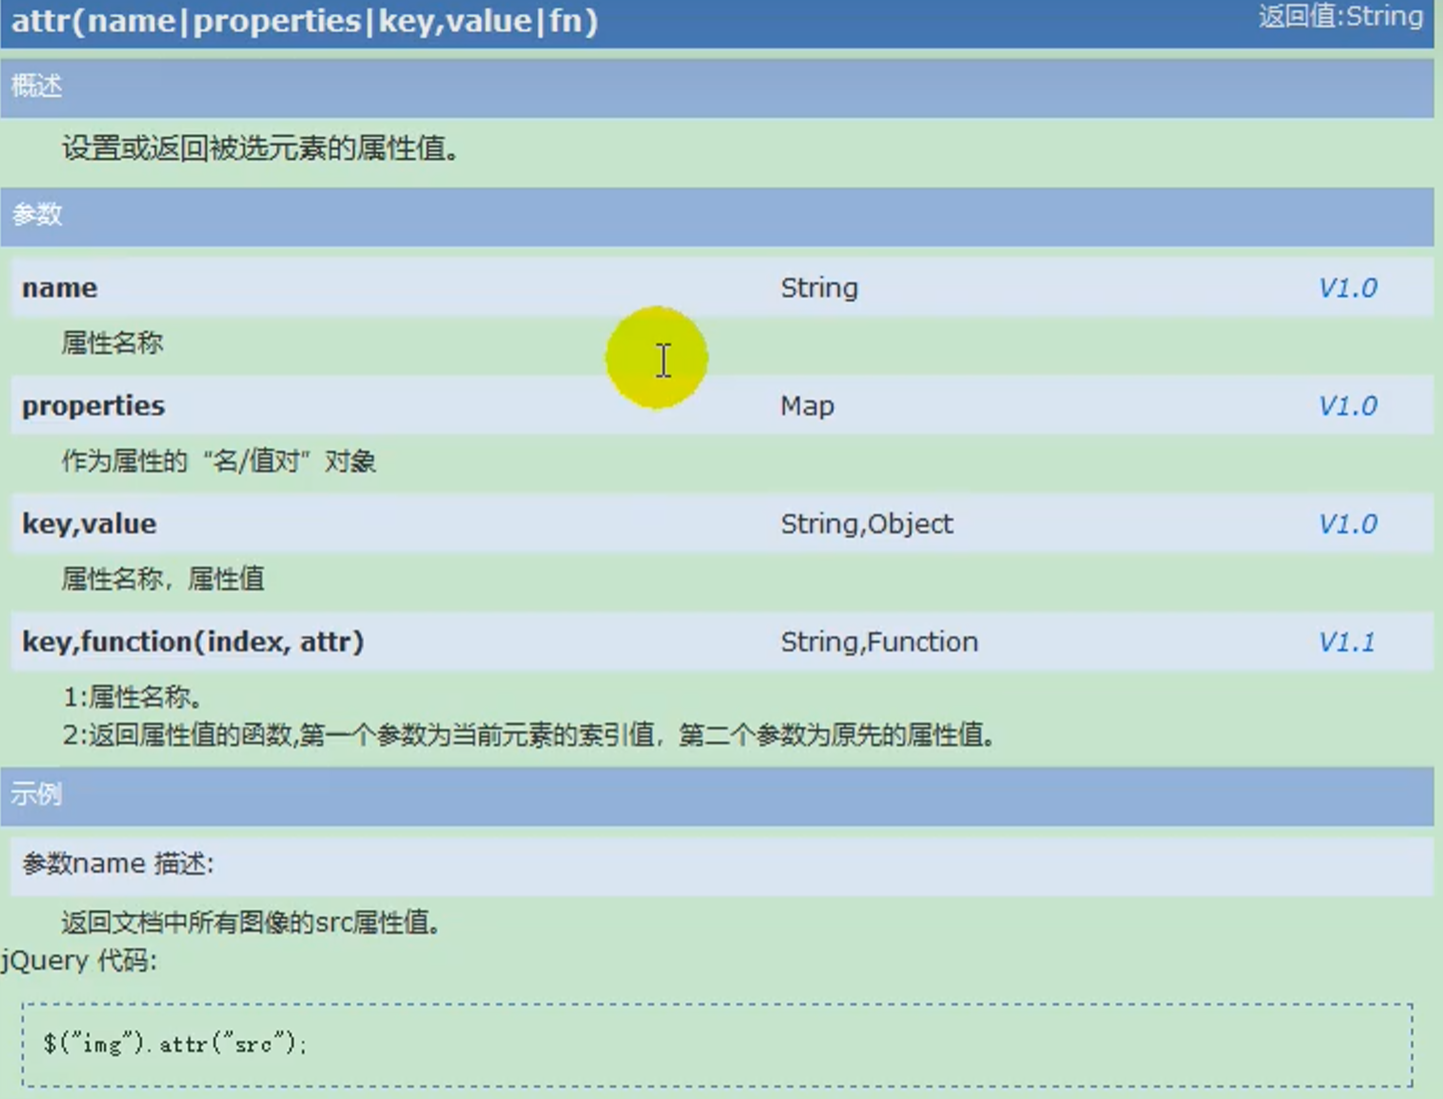 attr(name|properties|key,value|fn)
返回值:String
概述
设置或返回被选元素的属性值。
参数
name String V1.0
属性名称
properties Map V1.0
作为属性的“名/值对”对象
key,value String,Object V1.0
属性名称，属性值
key,function(index, attr) String,Function V1.1
1:属性名称。
2:返回属性值的函数,第一个参数为当前元素的索引值，第二个参数为原先的属性值。
示例
参数name 描述:
返回文档中所有图像的src属性值。
jQuery 代码:
$("img").attr("src");